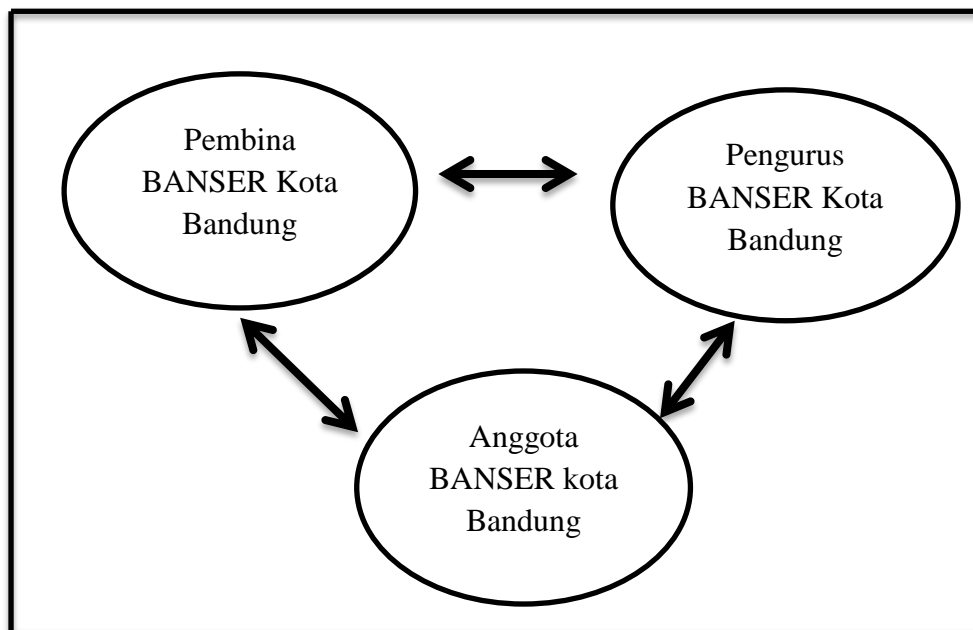 Pembina
BANSER Kota
Bandung
Pengurus
BANSER Kota
Bandung
Anggota
BANSER kota
Bandung